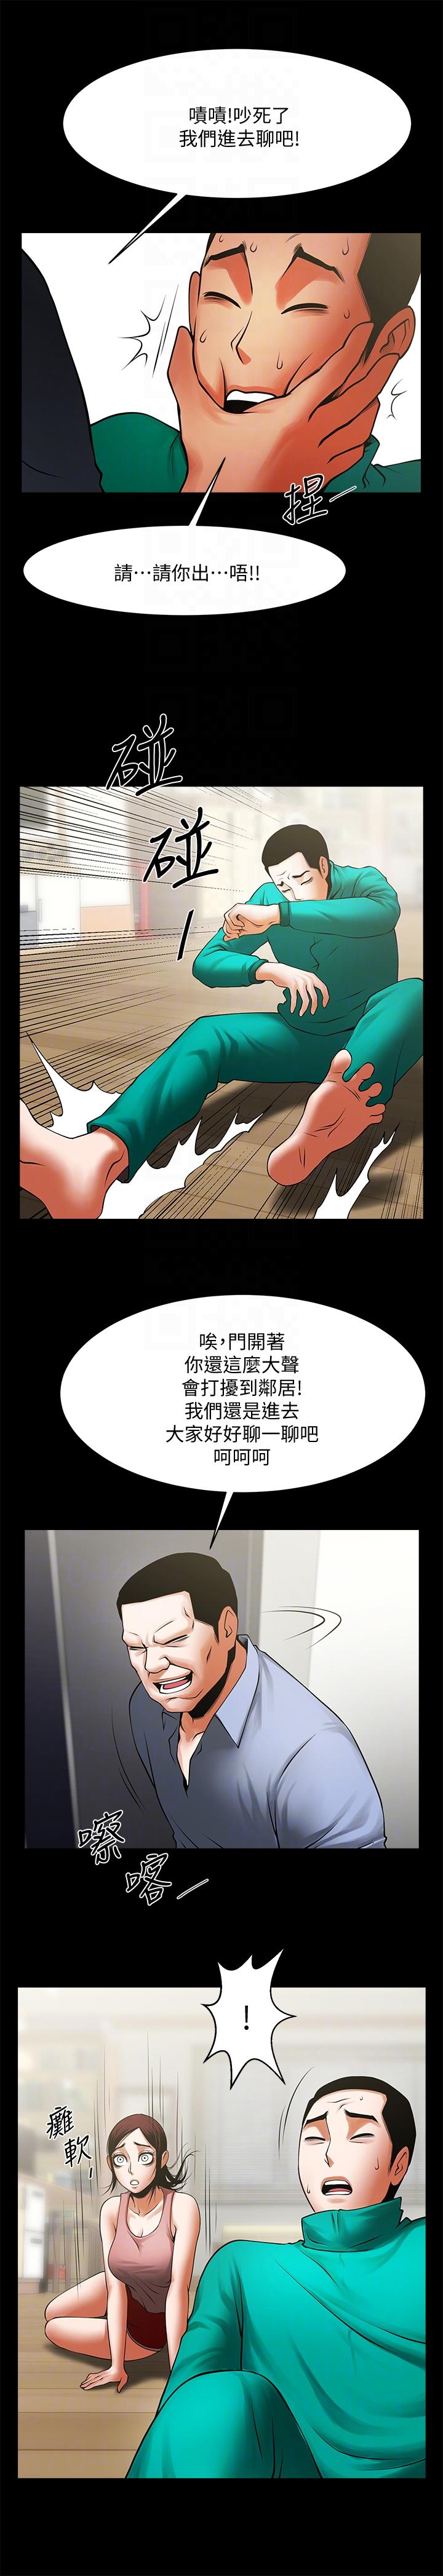 嘖嘖!吵死了
我們進去聊吧!
捏
請⋯請你出⋯唔!!
碰
碰!
唉,門開著
你還這麼大聲
會打擾到鄰居!
我們還是進去
大家好好聊一聊吧
呵呵呵
嚓
喀
!
癱
軟!